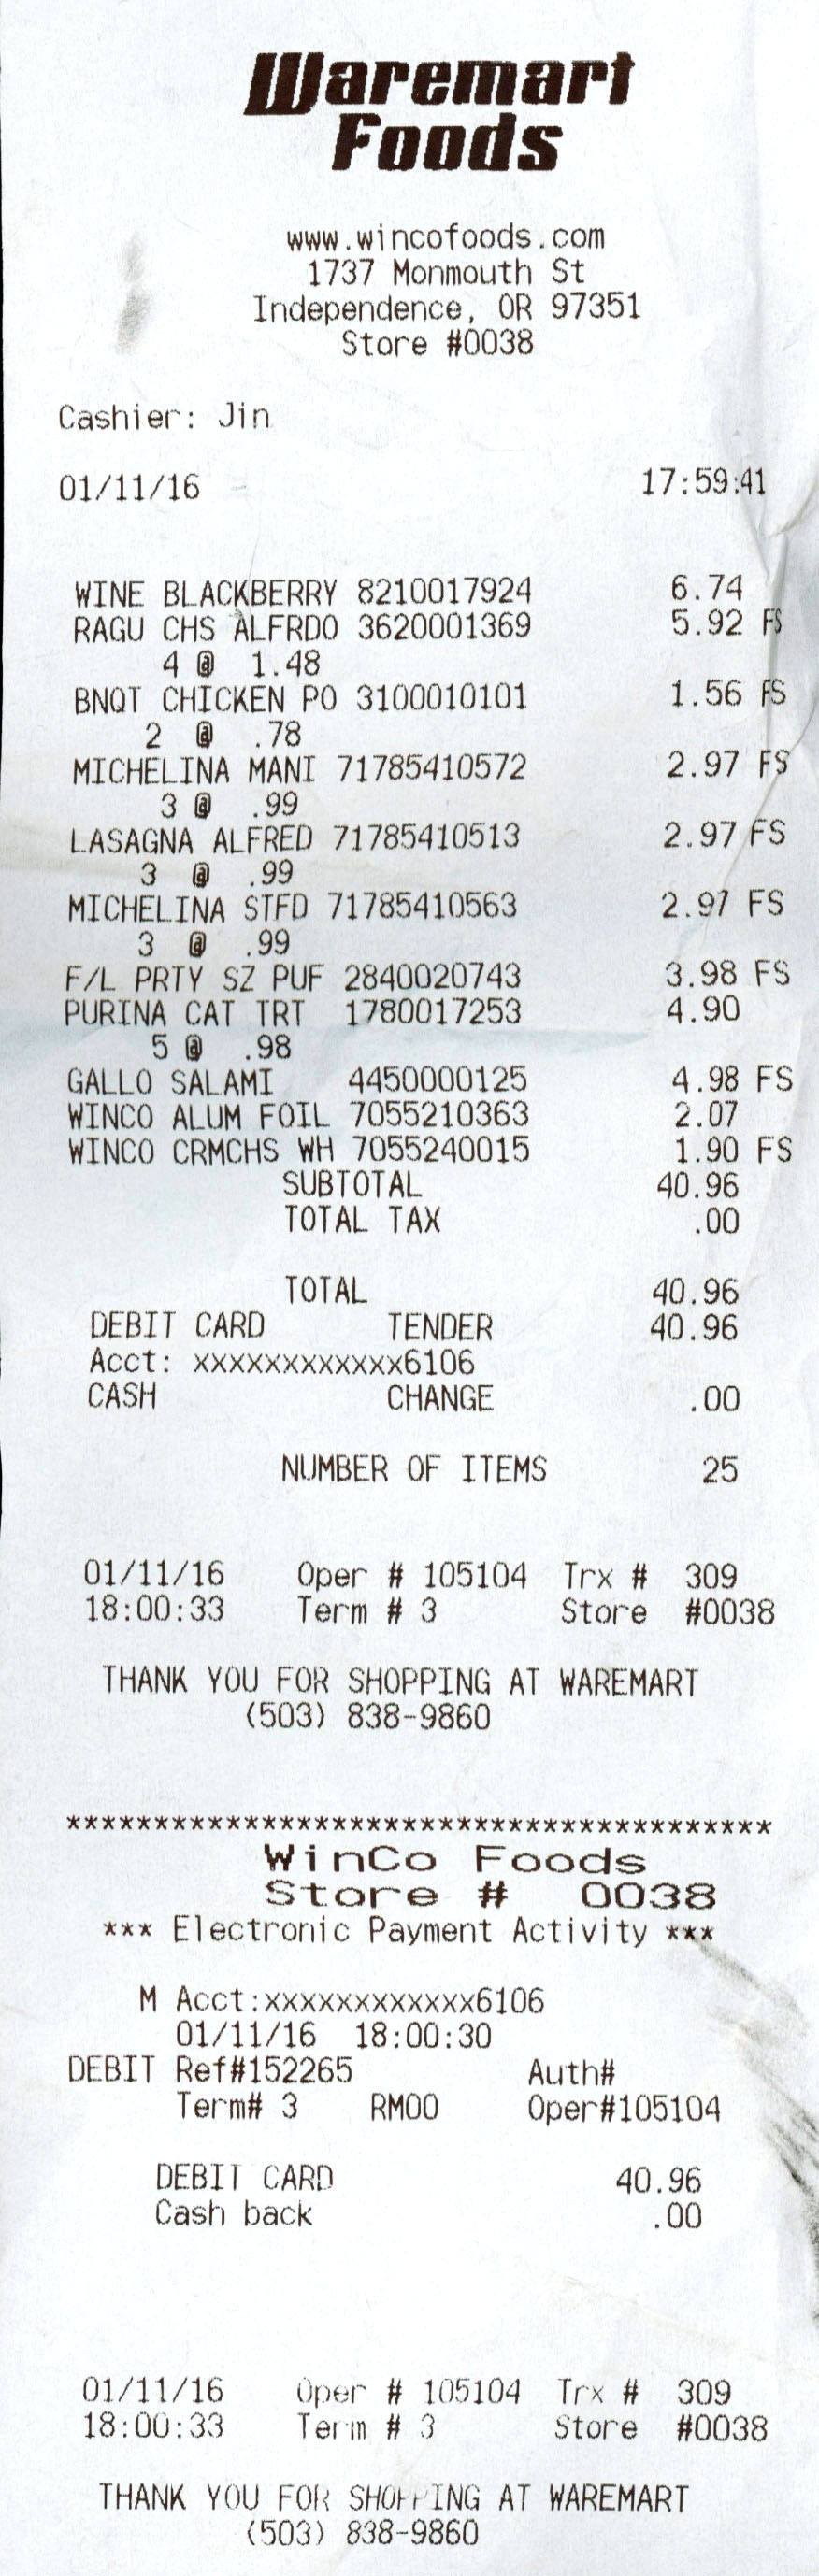 Waremart
Foods
www.wincofoods.com
1737 Monmouth St
Independence, OR 97351
Store #0038
Cashier: Jin
01/11/16 17:59:41
WINE BLACKBERRY 8210017924 6.74
RAGU CHS ALFRDO 3620001369 5.92 FS
4 @ 1.48
BNQT CHICKEN PO 3100010101 1.56 FS
2 @ .78
MICHELINA MANI 71785410572 2.97 FS
3 @ .99
LASAGNA ALFRED 71785410513 2.97 FS
3 @ .99
MICHELINA STFD 71785410563 2.97 FS
3 @ .99
F/L PRTY SZ PUF 2840020743 3.98 FS
PURINA CAT TRT 1780017253 4.90
5 @ .98
GALLO SALAMI 4450000125 4.98 FS
WINCO ALUM FOIL 7055210363 2.07
WINCO CRMCHS WH 7055240015 1.90 FS
SUBTOTAL 40.96
TOTAL TAX .00
TOTAL 40.96
DEBIT CARD TENDER 40.96
Acct: xxxxxxxxxxxx6106
CASH CHANGE .00
NUMBER OF ITEMS 25
01/11/16 Oper # 105104 Trx # 309
18:00:33 Term # 3 Store #0038
THANK YOU FOR SHOPPING AT WAREMART
(503) 838-9860
****************************************
WinCo Foods
Store # 0038
*** Electronic Payment Activity ***
M Acct:xxxxxxxxxxxx6106
01/11/16 18:00:30
DEBIT Ref#152265 Auth#
Term# 3 RM00 Oper#105104
DEBIT CARD 40.96
Cash back .00
01/11/16 Oper # 105104 Trx # 309
18:00:33 Term # 3 Store #0038
THANK YOU FOR SHOPPING AT WAREMART
(503) 838-9860